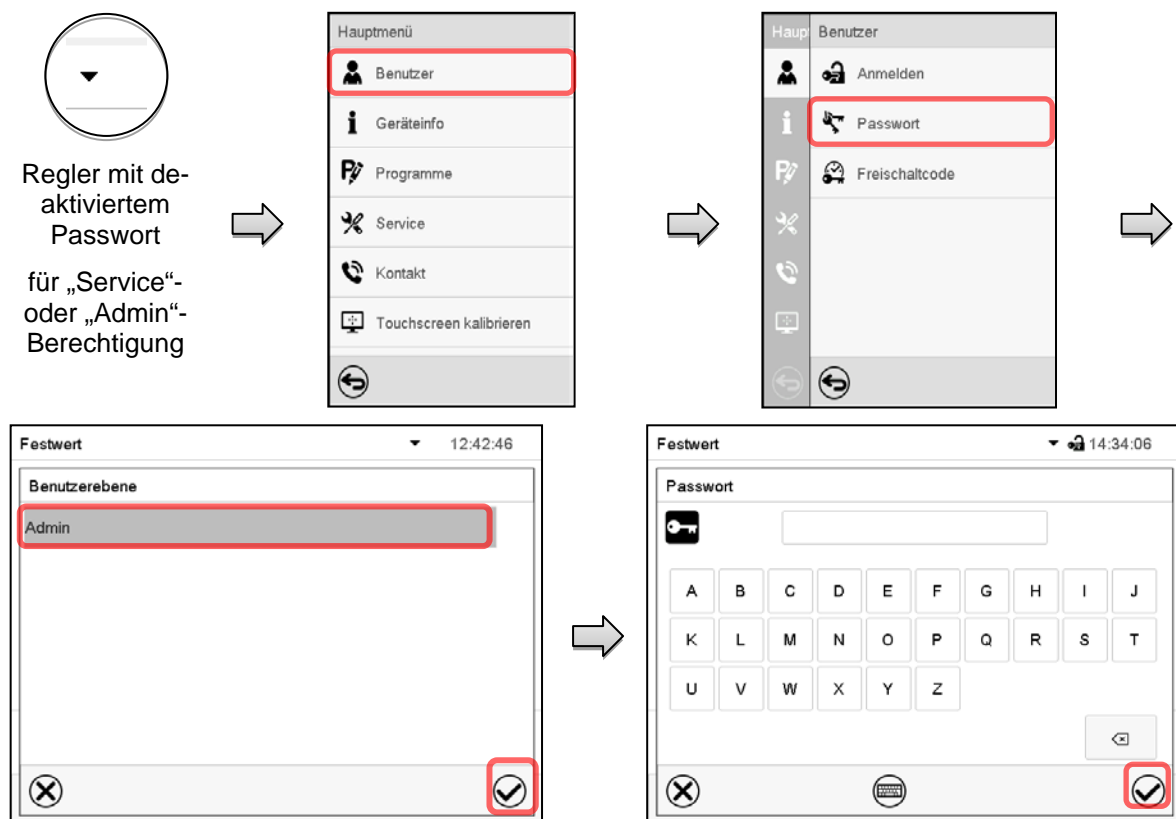 Regler mit de-
aktiviertem
Passwort
für „Service“-
oder „Admin“-
Berechtigung
Hauptmenü
Benutzer
Geräteinfo
Programme
Service
Kontakt
Touchscreen kalibrieren
Haupt
Benutzer
Anmelden
Passwort
Freischaltcode
Festwert 12:42:46
Benutzerebene
Admin
Festwert 14:34:06
Passwort
A B C D E F G H I J
K L M N O P Q R S T
U V W X Y Z